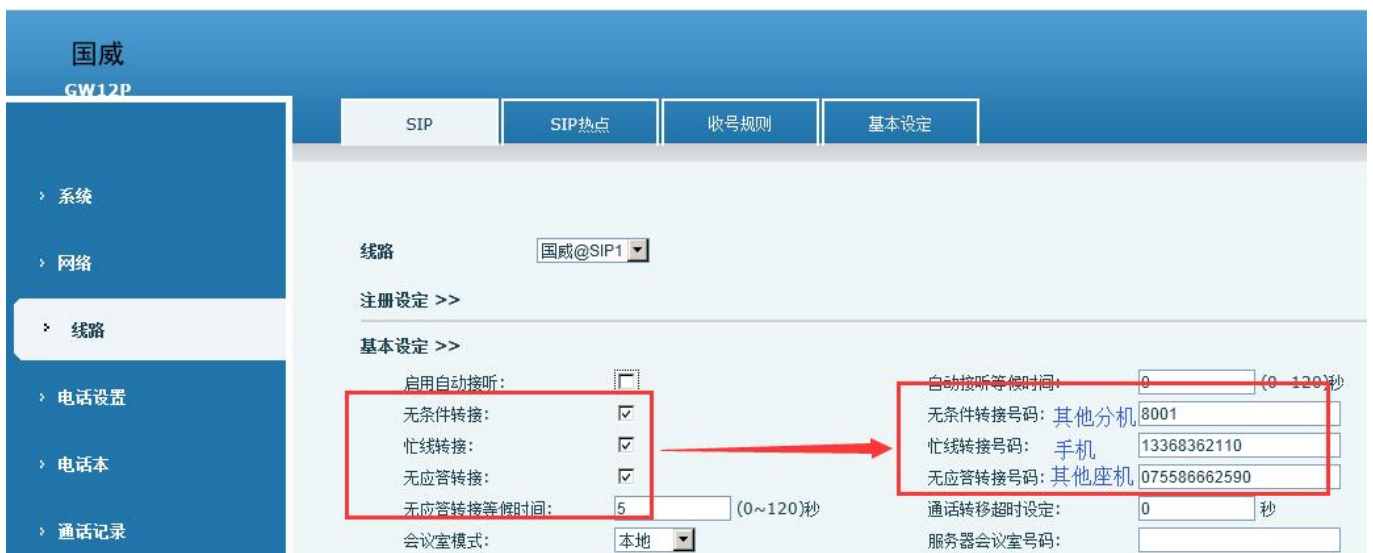 国威
GW12P
SIP SIP热点 收号规则 基本设定
系统
网络
线路
电话设置
电话本
通话记录
线路 国威@SIP1
注册设定 >>
基本设定 >>
启用自动接听: 自动接听等候时间: 0 (0~120)秒
无条件转接: 无条件转接号码: 其他分机 8001
忙线转接: 忙线转接号码: 手机 13368362110
无应答转接: 无应答转接号码: 其他座机 075586662590
无应答转接等候时间: 5 (0~120)秒 通话转移超时设定: 0 秒
会议室模式: 本地 服务器会议室号码: